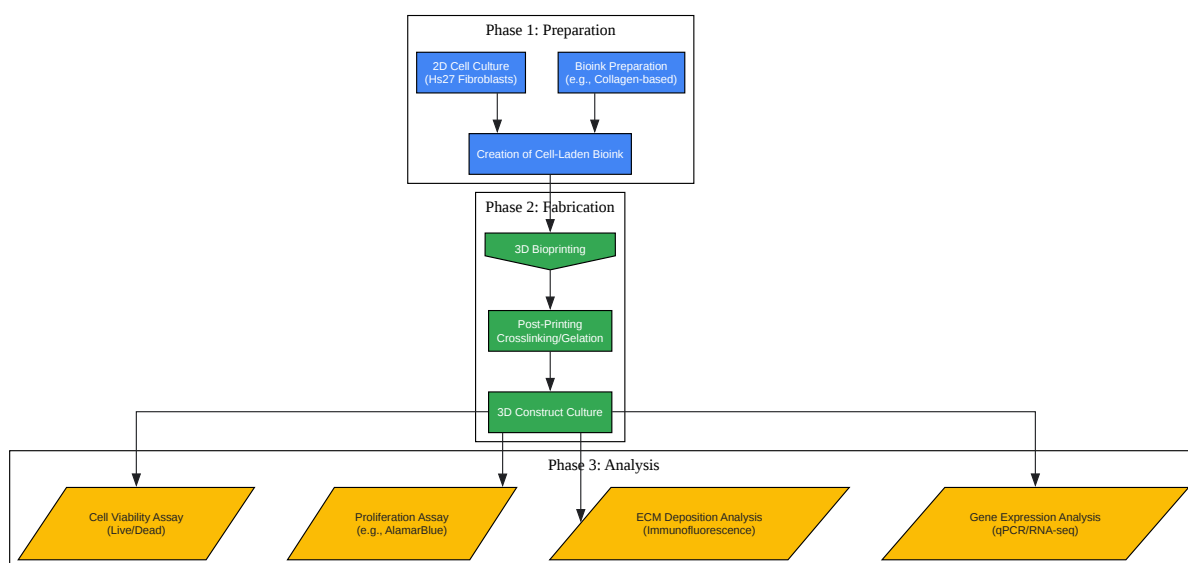 Phase 1: Preparation
2D Cell Culture
(Hs27 Fibroblasts)
Bioink Preparation
(e.g., Collagen-based)
Creation of Cell-Laden Bioink
Phase 2: Fabrication
3D Bioprinting
Post-Printing
Crosslinking/Gelation
3D Construct Culture
Phase 3: Analysis
Cell Viability Assay
(Live/Dead)
Proliferation Assay
(e.g., AlamarBlue)
ECM Deposition Analysis
(Immunofluorescence)
Gene Expression Analysis
(qPCR/RNA-seq)